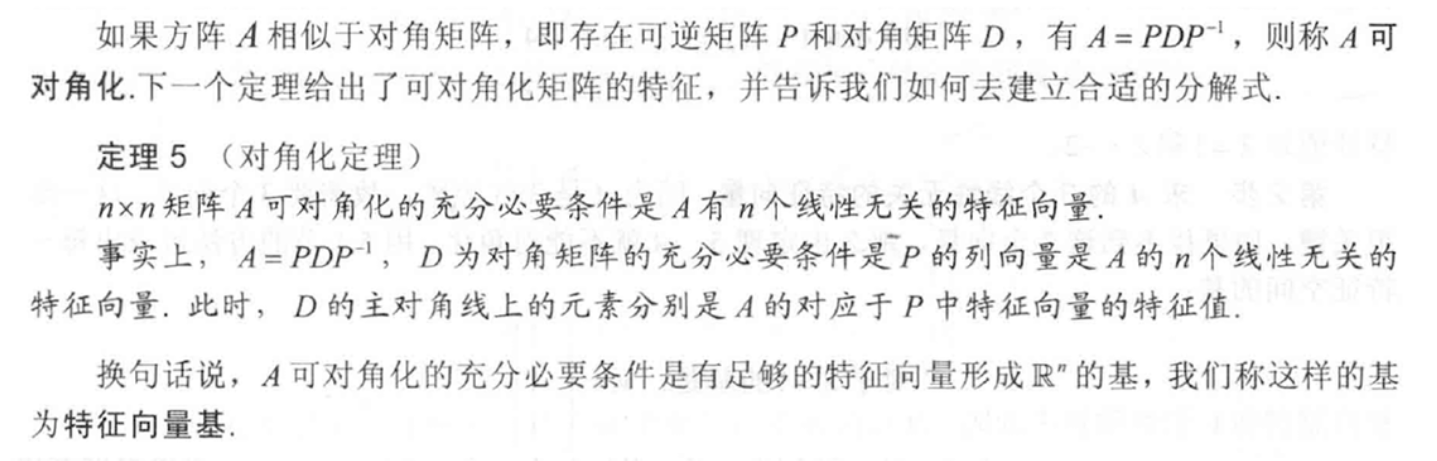 如果方阵 A 相似于对角矩阵，即存在可逆矩阵 P 和对角矩阵 D，有 A = PDP⁻¹，则称 A 可
对角化.下一个定理给出了可对角化矩阵的特征，并告诉我们如何去建立合适的分解式.
定理 5 （对角化定理）
n×n 矩阵 A 可对角化的充分必要条件是 A 有 n 个线性无关的特征向量.
事实上， A = PDP⁻¹， D 为对角矩阵的充分必要条件是 P 的列向量是 A 的 n 个线性无关的
特征向量. 此时， D 的主对角线上的元素分别是 A 的对应于 P 中特征向量的特征值.
换句话说，A 可对角化的充分必要条件是有足够的特征向量形成 ℝⁿ 的基，我们称这样的基
为特征向量基.